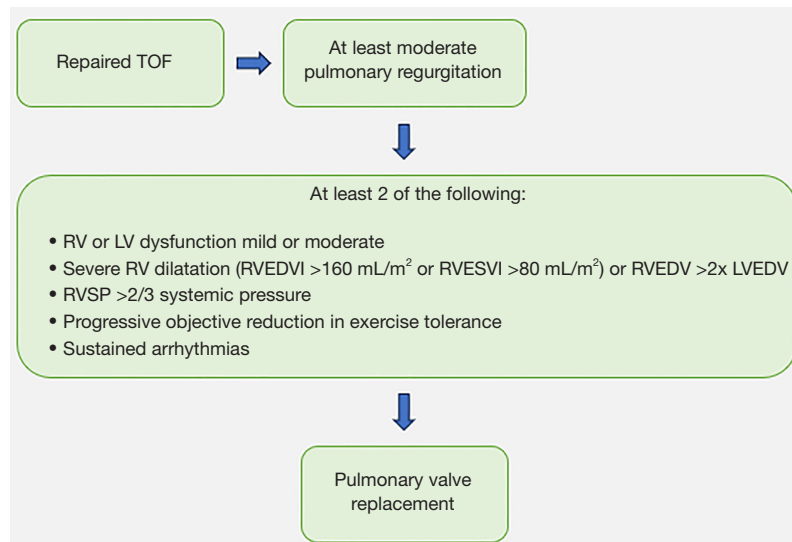 Repaired TOF
At least moderate
pulmonary regurgitation
At least 2 of the following:
• RV or LV dysfunction mild or moderate
• Severe RV dilatation (RVEDVI >160 mL/m² or RVESVI >80 mL/m²) or RVEDV >2x LVEDV
• RVSP >2/3 systemic pressure
• Progressive objective reduction in exercise tolerance
• Sustained arrhythmias
Pulmonary valve
replacement